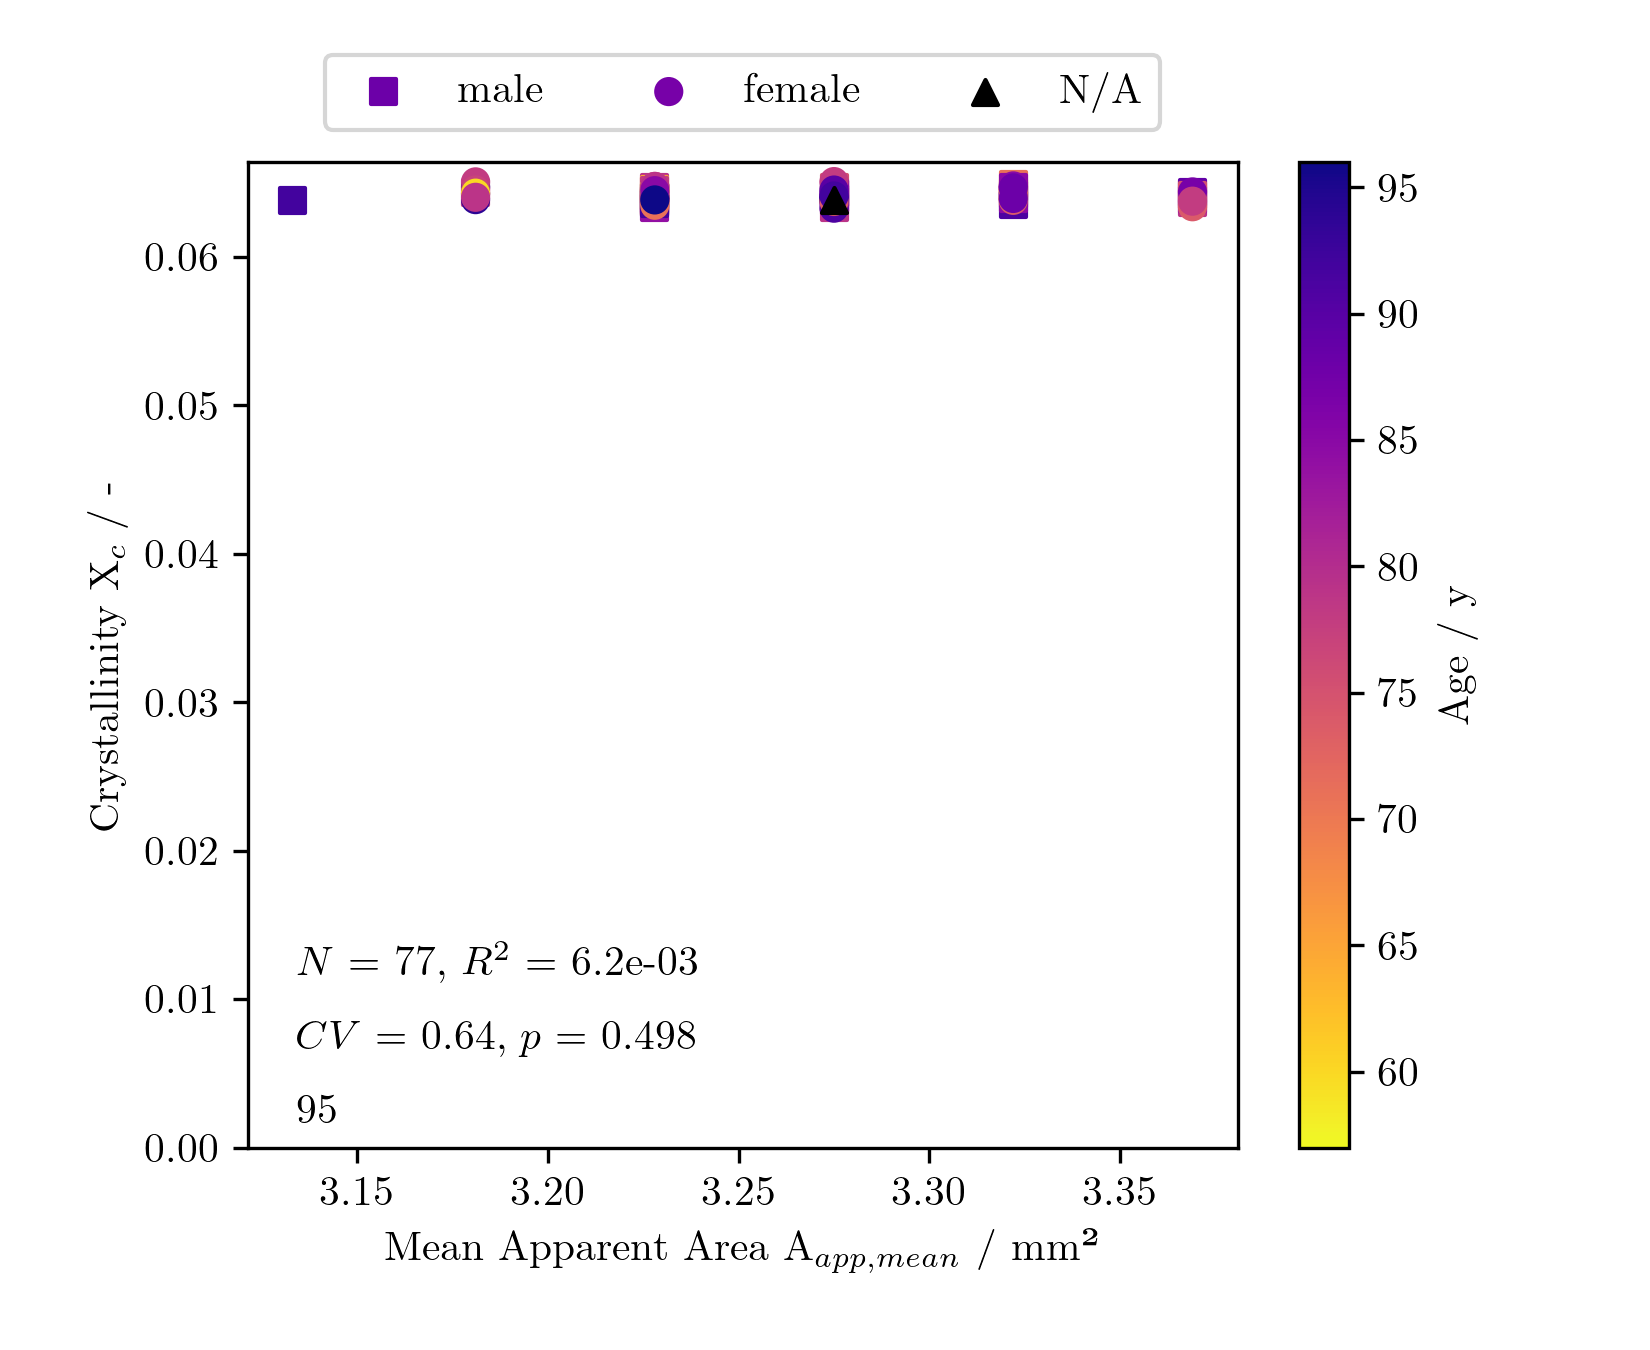 male female N/A
0.06
0.05
0.04
0.03
0.02
0.01
0.00
Crystallinity X_c / -
N = 77, R² = 6.2e-03
CV = 0.64, p = 0.498
95
3.15 3.20 3.25 3.30 3.35
Mean Apparent Area A_app,mean / mm²
95
90
85
80
75
70
65
60
Age / y